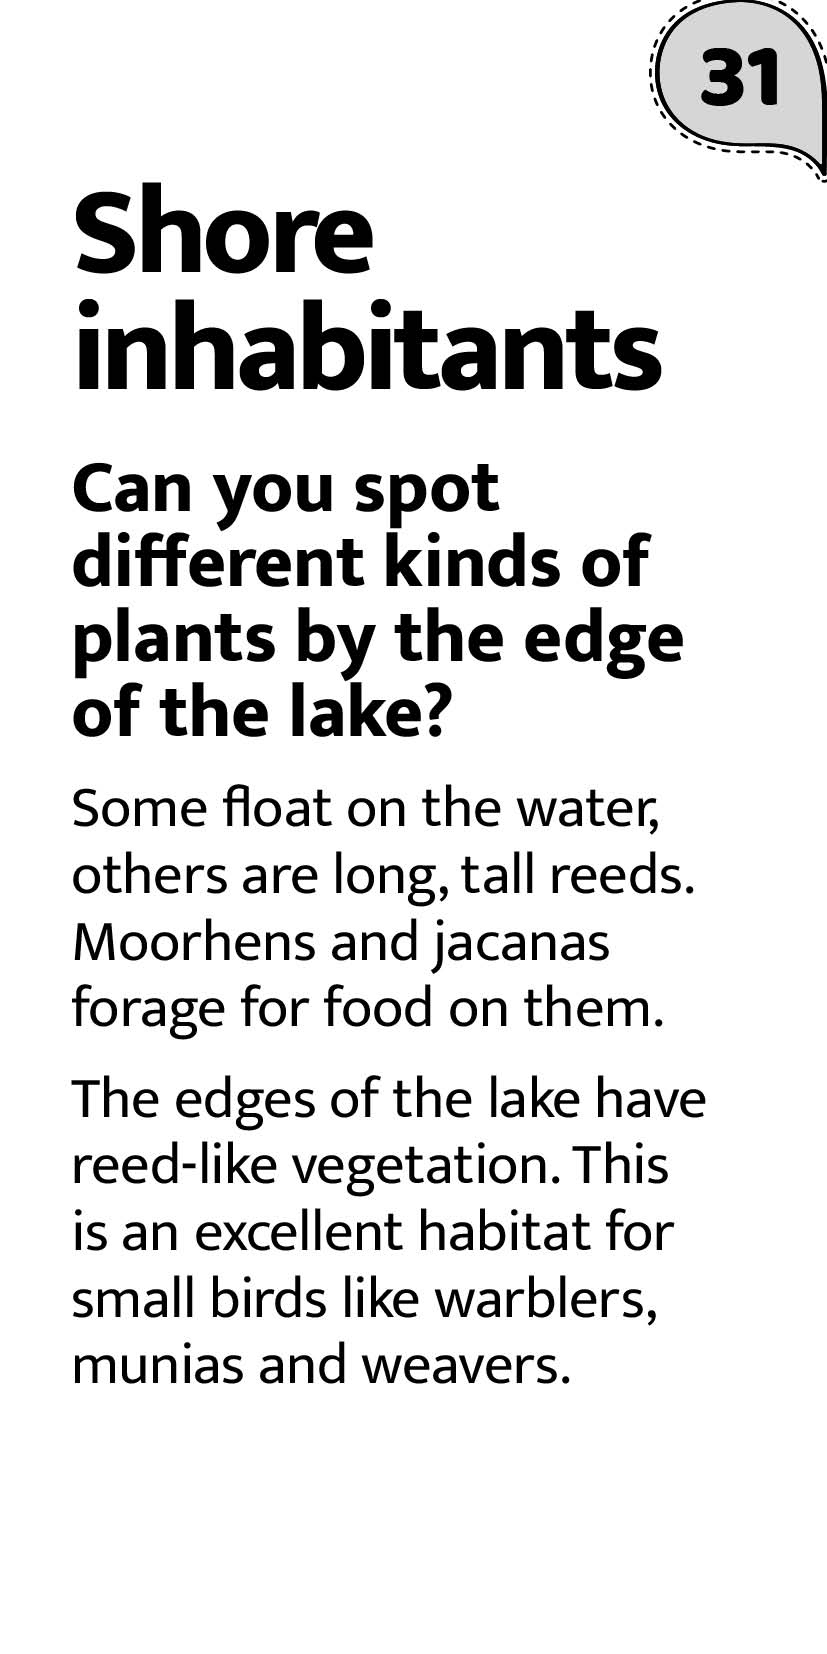 31
Shore
inhabitants
Can you spot
different kinds of
plants by the edge
of the lake?
Some float on the water,
others are long, tall reeds.
Moorhens and jacanas
forage for food on them.
The edges of the lake have
reed-like vegetation. This
is an excellent habitat for
small birds like warblers,
munias and weavers.